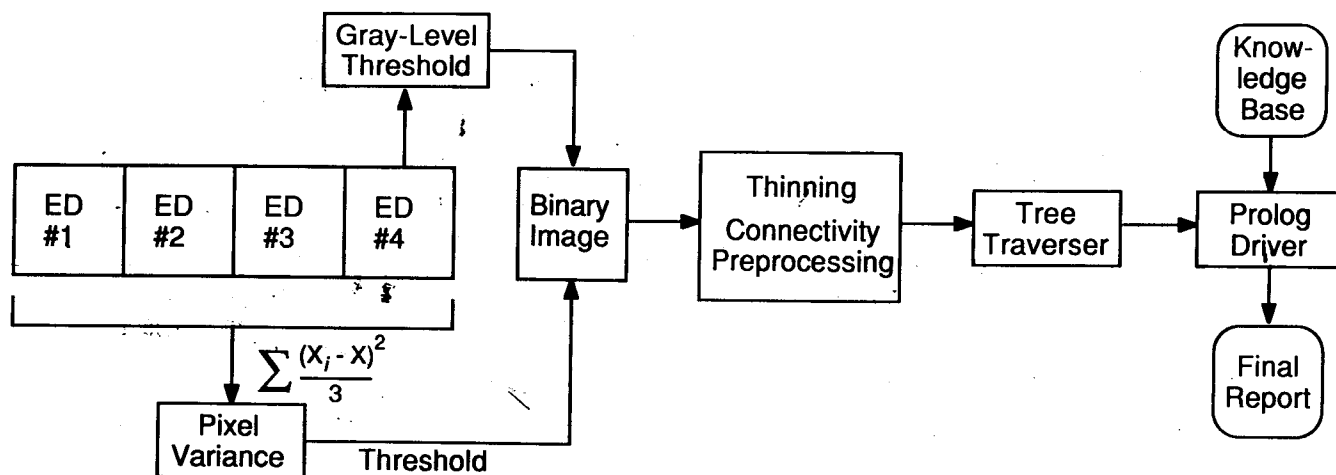 Gray-Level
Threshold
Know-
ledge
Base
ED
#1
ED
#2
ED
#3
ED
#4
Binary
Image
Thinning
Connectivity
Preprocessing
Tree
Traverser
Prolog
Driver
∑ (Xi - X)² / 3
Pixel
Variance
Threshold
Final
Report